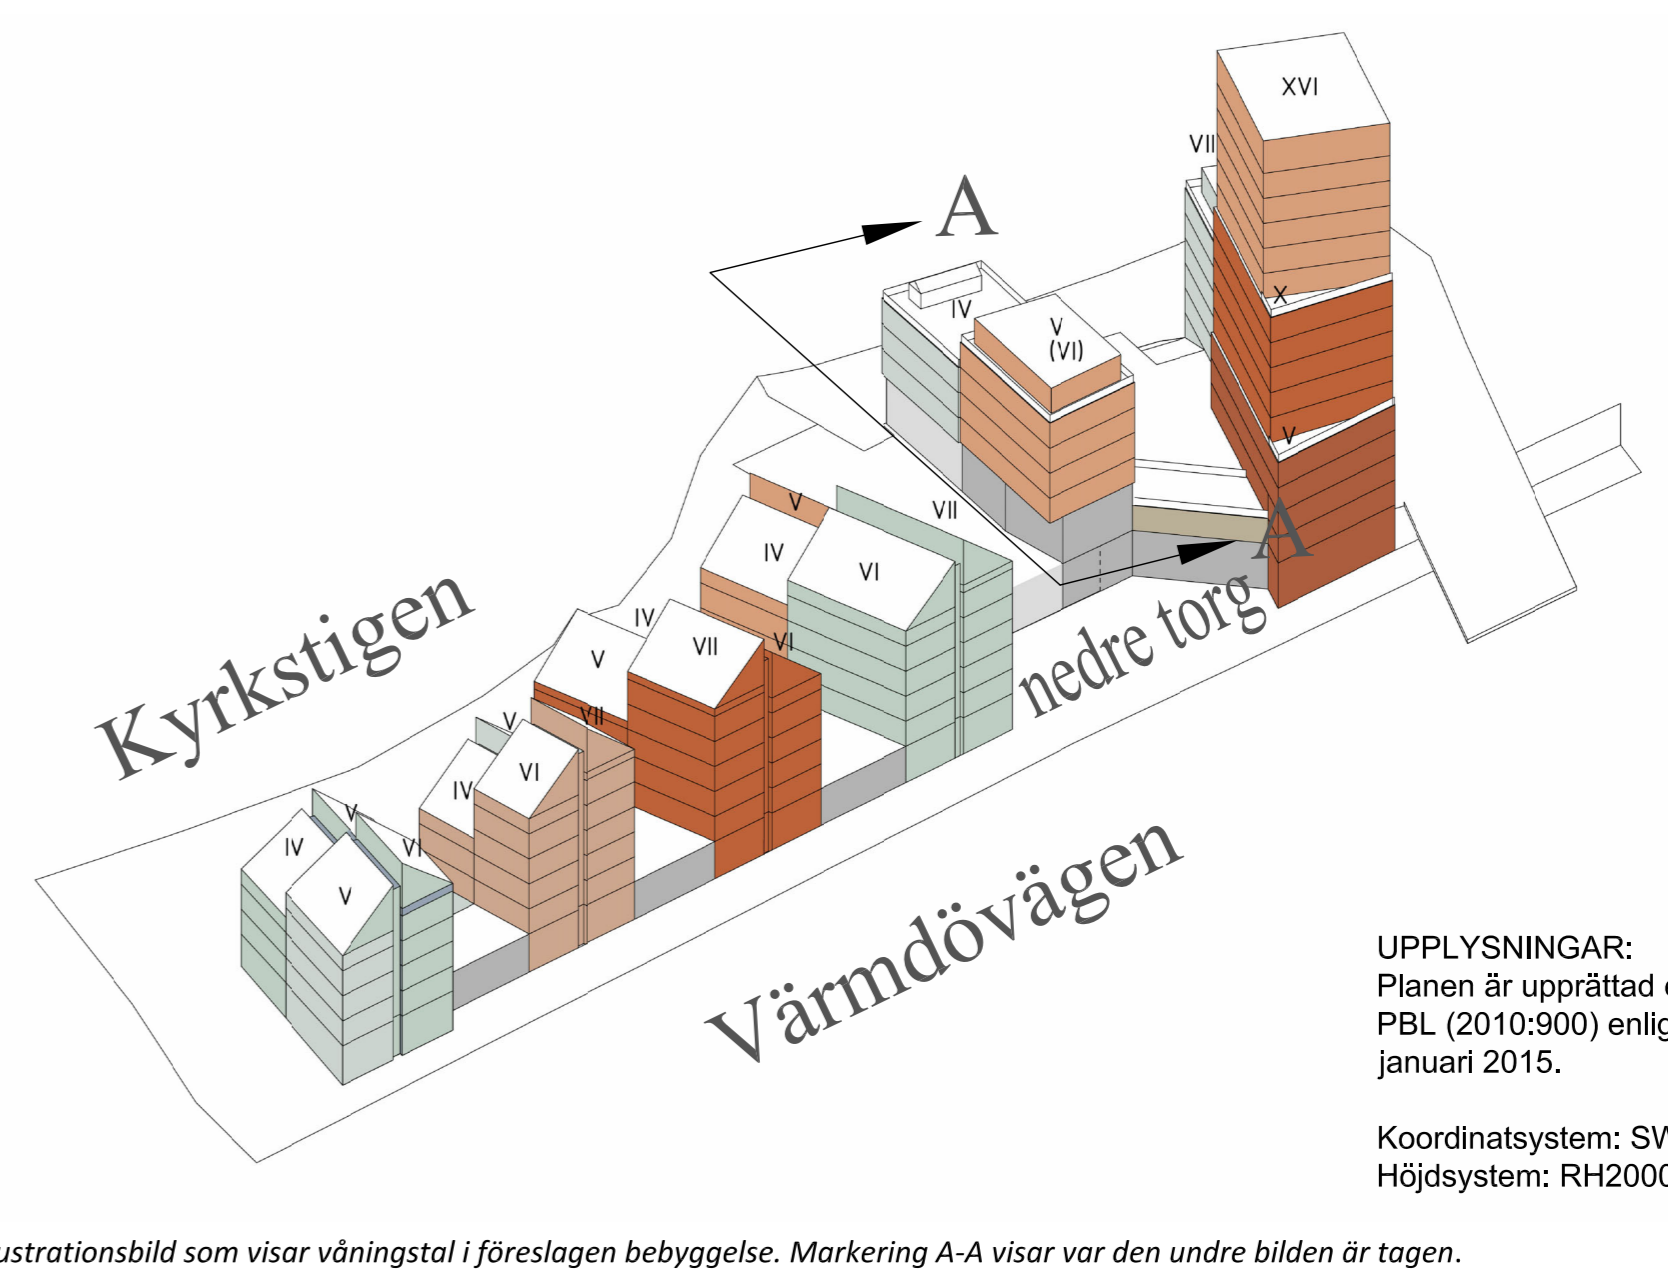 XVI
VII
A
X
IV
V
(VI)
V
A
V
VII
IV
VI
nedre torg
Kyrkstigen
IV
VII
VI
V
V
VII
VI
IV
V
VI
IV
V
Värmdövägen
UPPLYSNINGAR:
Planen är upprättad
PBL (2010:900) enlig
januari 2015.
Koordinatsystem: SW
Höjdsystem: RH2000
ustrationsbild som visar våningstal i föreslagen bebyggelse. Markering A-A visar var den undre bilden är tagen.